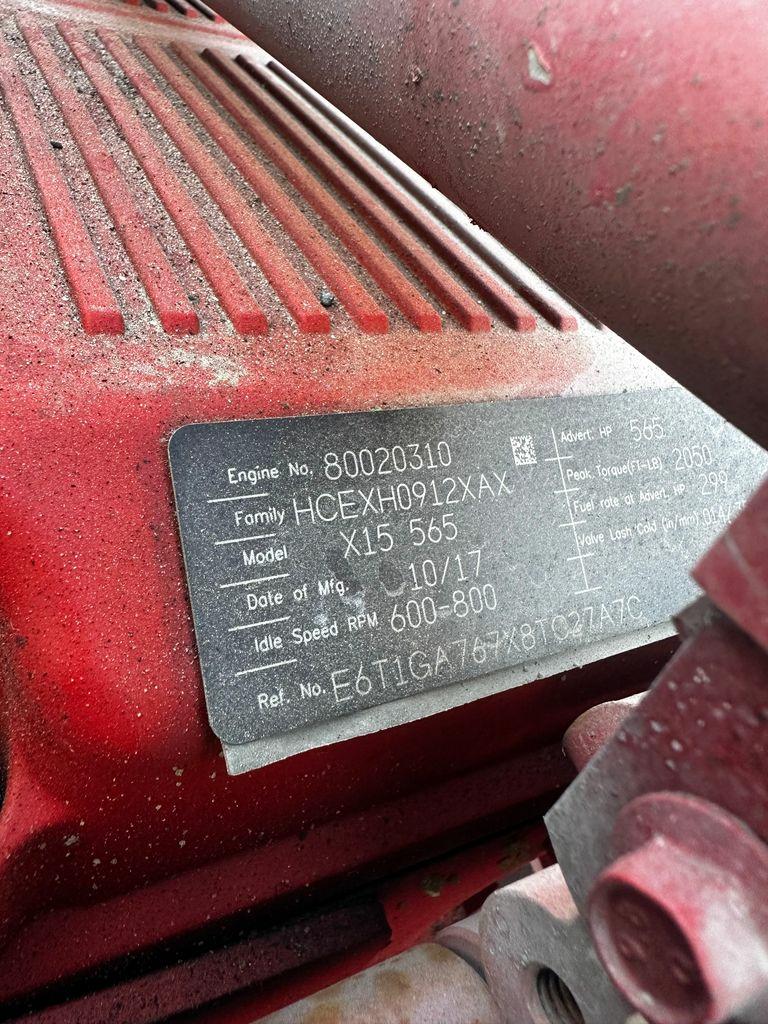 Engine No. 80020310
Family HCEXH0912XAX
Model X15 565
Date of Mfg. 10/17
Idle Speed RPM 600-800
Ref. No. E6T1GA767X8TC27A7C
Advert. HP 565
Peak Torque(FT-LB) 2050
Fuel rate at Advert. HP 299
Valve Lash Cold (in/mm)